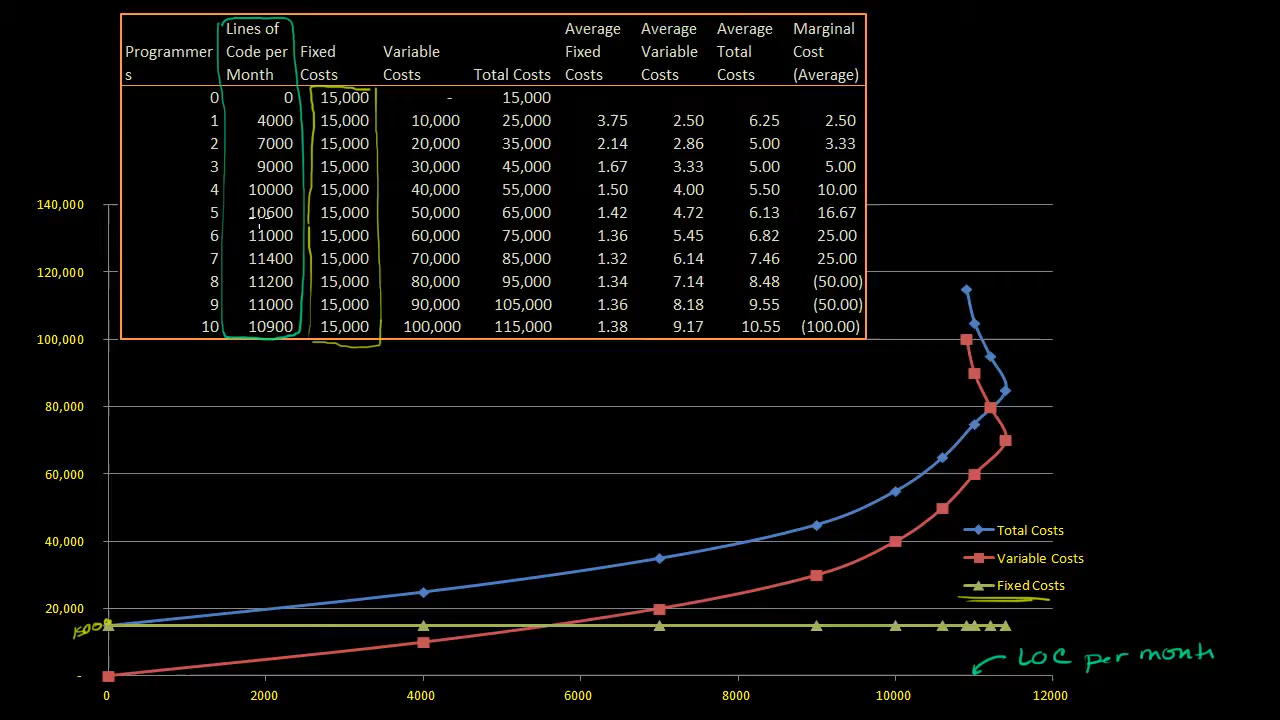 Lines of Average Average Average Marginal
Programmer Code per Fixed Variable Fixed Variable Total Cost
s Month Costs Costs Total Costs Costs Costs Costs (Average)
0 0 15,000 - 15,000
1 4000 15,000 10,000 25,000 3.75 2.50 6.25 2.50
2 7000 15,000 20,000 35,000 2.14 2.86 5.00 3.33
3 9000 15,000 30,000 45,000 1.67 3.33 5.00 5.00
4 10000 15,000 40,000 55,000 1.50 4.00 5.50 10.00
5 10600 15,000 50,000 65,000 1.42 4.72 6.13 16.67
6 11000 15,000 60,000 75,000 1.36 5.45 6.82 25.00
7 11400 15,000 70,000 85,000 1.32 6.14 7.46 25.00
8 11200 15,000 80,000 95,000 1.34 7.14 8.48 (50.00)
9 11000 15,000 90,000 105,000 1.36 8.18 9.55 (50.00)
10 10900 15,000 100,000 115,000 1.38 9.17 10.55 (100.00)
140,000
120,000
100,000
80,000
60,000
40,000
20,000
-
15000
Total Costs
Variable Costs
Fixed Costs
LOC per month
0 2000 4000 6000 8000 10000 12000